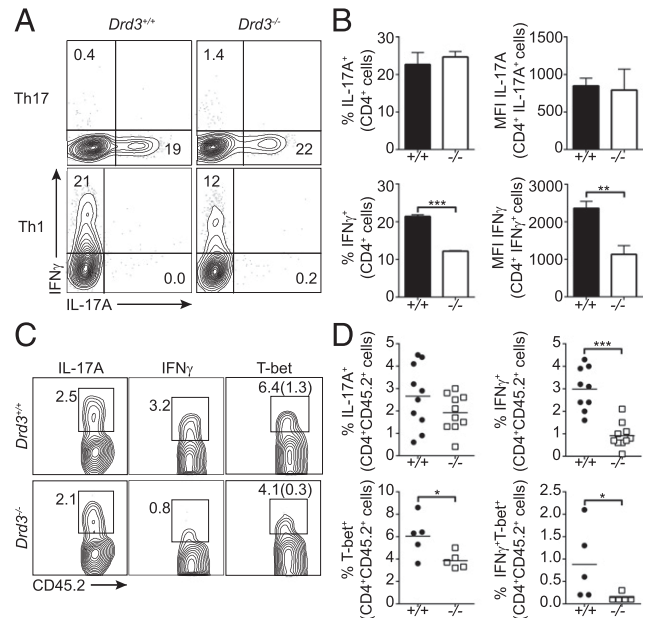 A
Drd3+/+
Drd3-/-
Th17
0.4
19
1.4
22
Th1
21
0.0
12
0.2
IFNγ
IL-17A
B
% IL-17A+
(CD4+ cells)
30
20
10
0
+/+
-/-
MFI IL-17A
(CD4+ IL-17A+ cells)
1500
1000
500
0
+/+
-/-
% IFNγ+
(CD4+ cells)
30
20
10
0
***
+/+
-/-
MFI IFNγ
(CD4+ IFNγ+ cells)
3000
2000
1000
0
**
+/+
-/-
C
IL-17A
IFNγ
T-bet
Drd3+/+
2.5
3.2
6.4(1.3)
Drd3-/-
2.1
0.8
4.1(0.3)
CD45.2
D
% IL-17A+
(CD4+CD45.2+ cells)
5
4
3
2
1
0
+/+
-/-
% IFNγ+
(CD4+CD45.2+ cells)
5
4
3
2
1
0
***
+/+
-/-
% T-bet+
(CD4+CD45.2+ cells)
10
8
6
4
2
0
*
+/+
-/-
% IFNγ+T-bet+
(CD4+CD45.2+ cells)
2.5
2.0
1.5
1.0
0.5
0.0
*
+/+
-/-